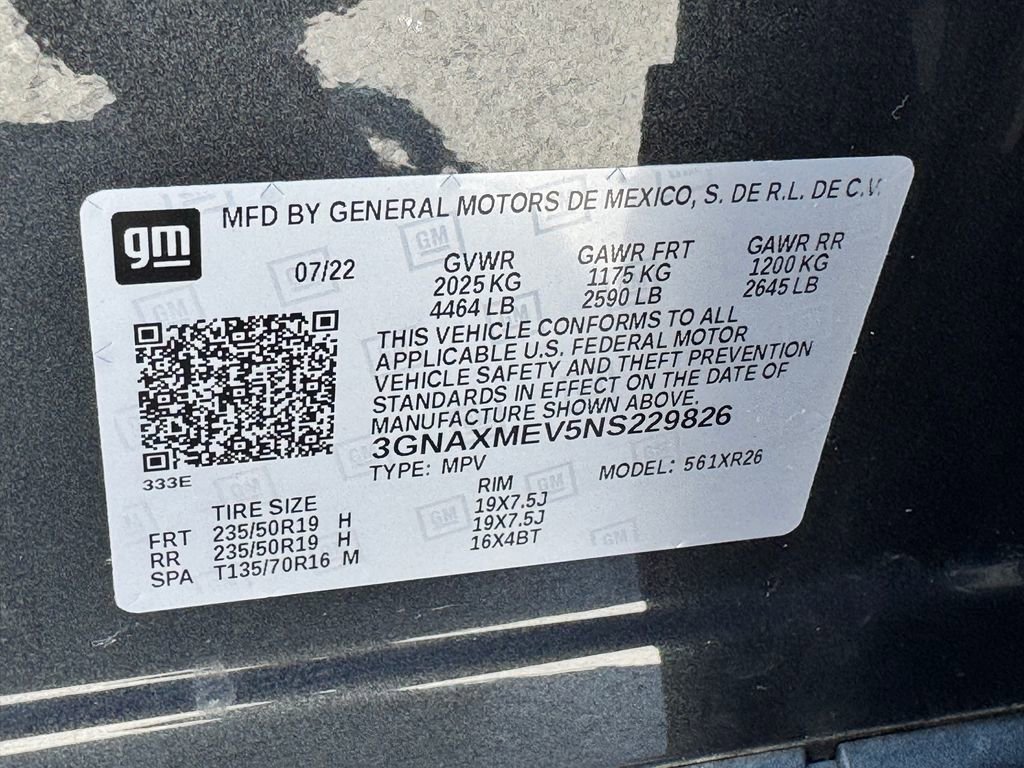 gm
MFD BY GENERAL MOTORS DE MEXICO, S. DE R.L. DE C.V.
07/22
GVWR
2025 KG
4464 LB
GAWR FRT
1175 KG
2590 LB
GAWR RR
1200 KG
2645 LB
THIS VEHICLE CONFORMS TO ALL
APPLICABLE U.S. FEDERAL MOTOR
VEHICLE SAFETY AND THEFT PREVENTION
STANDARDS IN EFFECT ON THE DATE OF
MANUFACTURE SHOWN ABOVE.
3GNAXMEV5NS229826
TYPE: MPV MODEL: 561XR26
333E
TIRE SIZE RIM
FRT 235/50R19 H 19X7.5J
RR 235/50R19 H 19X7.5J
SPA T135/70R16 M 16X4BT